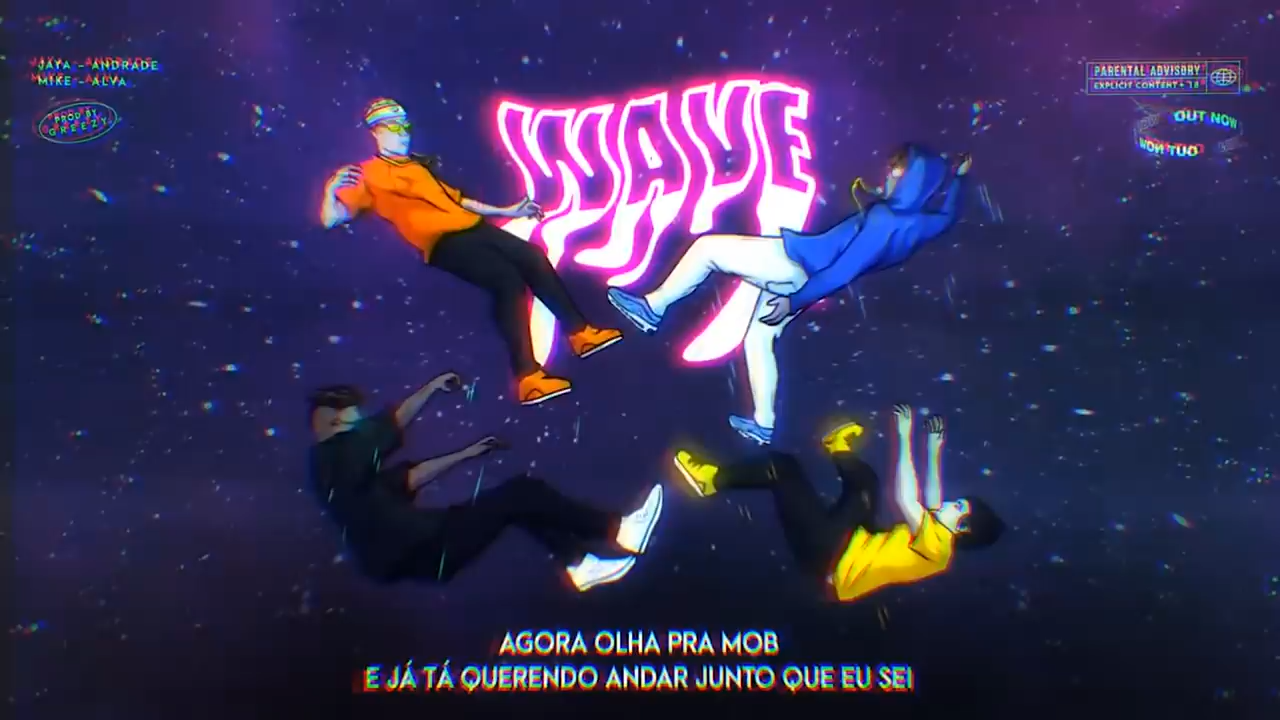 JAYA - ANDRADE
MIKE - ALVA
PROD BY
GREEZY
WAVE
PARENTAL ADVISORY
EXPLICIT CONTENT + 18
OUT NOW
OUT NOW
AGORA OLHA PRA MOB
E JÁ TÁ QUERENDO ANDAR JUNTO QUE EU SEI